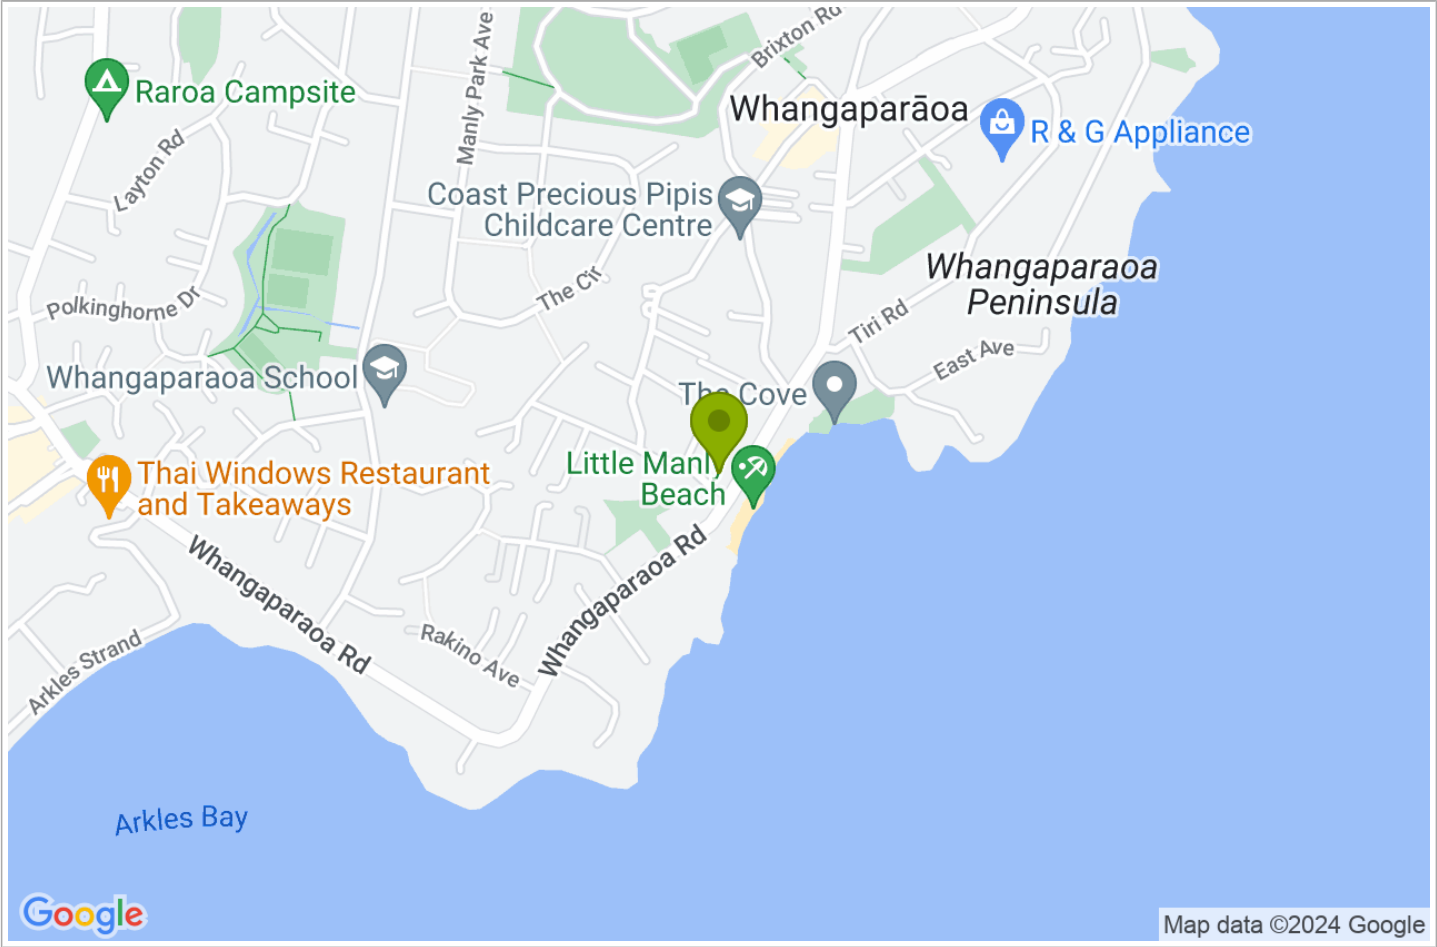 Brixton Rd
Manly Park Ave
Raroa Campsite
Whangaparāoa
R & G Appliance
Layton Rd
Coast Precious Pipis
Childcare Centre
Whangaparaoa
Peninsula
The Cir
Polkinghorne Dr
Tiri Rd
East Ave
Whangaparaoa School
The Cove
Little Manly
Beach
Thai Windows Restaurant
and Takeaways
Whangaparaoa Rd
Whangaparaoa Rd
Rakino Ave
Arkles Strand
Arkles Bay
Google
Map data ©2024 Google